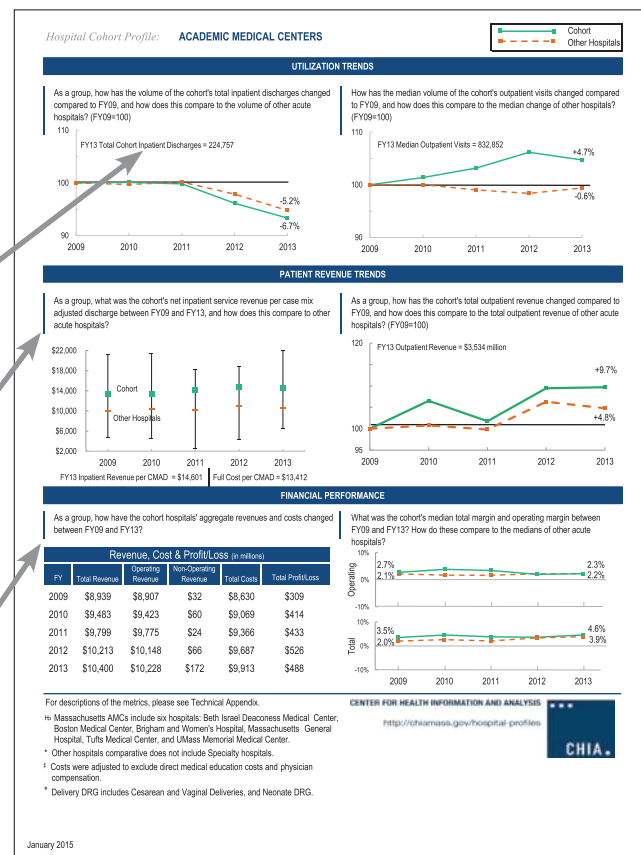 Hospital Cohort Profile: ACADEMIC MEDICAL CENTERS
Cohort
Other Hospitals
UTILIZATION TRENDS
As a group, how has the volume of the cohort's total inpatient discharges changed
compared to FY09, and how does this compare to the volume of other acute
hospitals? (FY09=100)
110
FY13 Total Cohort Inpatient Discharges = 224,757
100
-5.2%
-6.7%
90
2009 2010 2011 2012 2013
How has the median volume of the cohort's outpatient visits changed compared
to FY09, and how does this compare to the median change of other hospitals?
(FY09=100)
110
FY13 Median Outpatient Visits = 832,852
+4.7%
100
-0.6%
90
2009 2010 2011 2012 2013
PATIENT REVENUE TRENDS
As a group, what was the cohort's net inpatient service revenue per case mix
adjusted discharge between FY09 and FY13, and how does this compare to other
acute hospitals?
$22,000
$18,000
$14,000
$10,000
$6,000
$2,000
Cohort
Other Hospitals
2009 2010 2011 2012 2013
FY13 Inpatient Revenue per CMAD = $14,601 Full Cost per CMAD = $13,412
As a group, how has the cohort's total outpatient revenue changed compared to
FY09, and how does this compare to the total outpatient revenue of other acute
hospitals? (FY09=100)
120
FY13 Outpatient Revenue = $3,534 million
+9.7%
+4.8%
100
95
2009 2010 2011 2012 2013
FINANCIAL PERFORMANCE
As a group, how have the cohort hospitals' aggregate revenues and costs changed
between FY09 and FY13?
Revenue, Cost & Profit/Loss (in millions)
FY Total Revenue Operating Revenue Non-Operating Revenue Total Costs Total Profit/Loss
2009 $8,939 $8,907 $32 $8,630 $309
2010 $9,483 $9,423 $60 $9,069 $414
2011 $9,799 $9,775 $24 $9,366 $433
2012 $10,213 $10,148 $66 $9,687 $526
2013 $10,400 $10,228 $172 $9,913 $488
What was the cohort's median total margin and operating margin between
FY09 and FY13? How do these compare to the medians of other acute
hospitals?
Operating
10%
2.7% 2.3%
2.1% 2.2%
0%
-10%
Total
10%
3.5% 4.6%
2.0% 3.9%
0%
-10%
2009 2010 2011 2012 2013
For descriptions of the metrics, please see Technical Appendix.
Massachusetts AMCs include six hospitals: Beth Israel Deaconess Medical Center,
Boston Medical Center, Brigham and Women's Hospital, Massachusetts General
Hospital, Tufts Medical Center, and UMass Memorial Medical Center.
* Other hospitals comparative does not include Specialty hospitals.
‡ Costs were adjusted to exclude direct medical education costs and physician
compensation.
Delivery DRG includes Cesarean and Vaginal Deliveries, and Neonate DRG.
CENTER FOR HEALTH INFORMATION AND ANALYSIS
http://chiamass.gov/hospital-profiles
CHIA.
January 2015